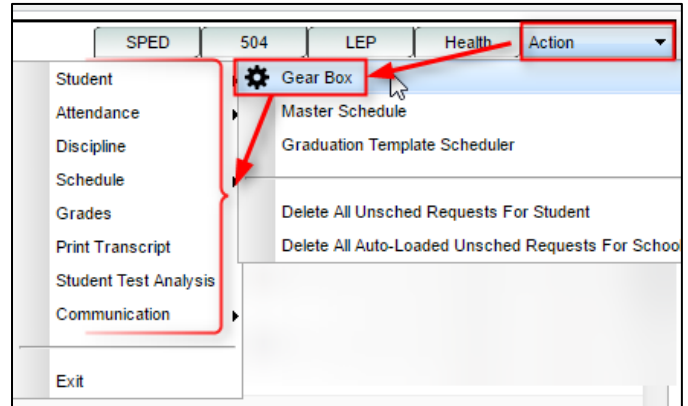 SPED 504 LEP Health Action
Student
Attendance
Discipline
Schedule
Grades
Print Transcript
Student Test Analysis
Communication
Exit
Gear Box
Master Schedule
Graduation Template Scheduler
Delete All Unsched Requests For Student
Delete All Auto-Loaded Unsched Requests For Schoo